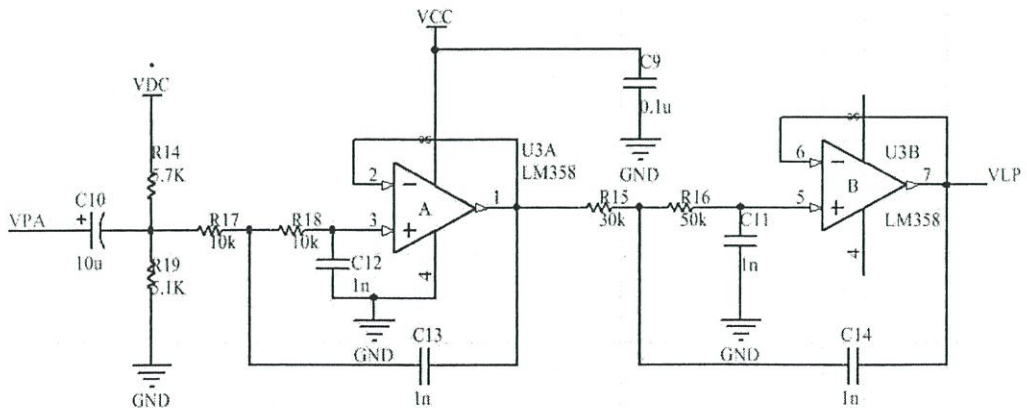 VCC
VDC
C9
0.1u
GND
R14
5.7K
C10
+
VPA
10u
R17
10k
R18
10k
2
3
8
A
1
4
U3A
LM358
C12
1n
GND
R19
5.1K
GND
C13
1n
R15
30k
R16
50k
C11
1n
GND
6
5
8
B
7
4
U3B
LM358
VLP
C14
1n